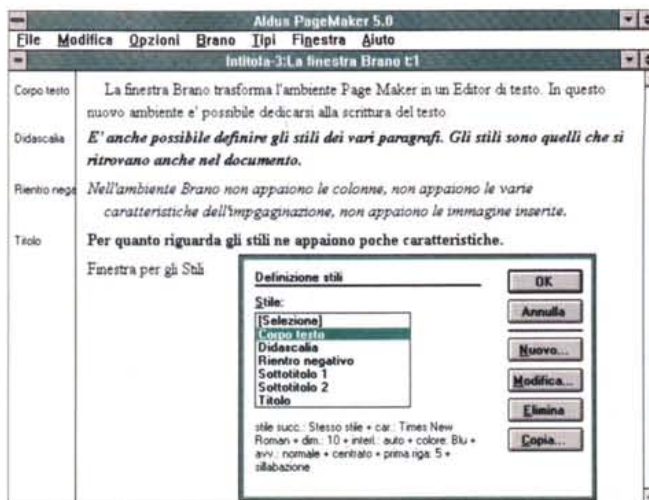 Aldus PageMaker 5.0
File Modifica Opzioni Brano Tipi Finestra Aiuto
Intitola-3:La finestra Brano t:1
Corpo testo La finestra Brano trasforma l'ambiente Page Maker in un Editor di testo. In questo
nuovo ambiente e' possibile dedicarsi alla scrittura del testo
Didascalia E' anche possibile definire gli stili dei vari paragrafi. Gli stili sono quelli che si
ritrovano anche nel documento.
Rientro nega Nell'ambiente Brano non appaiono le colonne, non appaiono le varie
caratteristiche dell'impgaginazione, non appaiono le immagine inserite.
Titolo Per quanto riguarda gli stili ne appaiono poche caratteristiche.
Finestra per gli Stili
Definizione stili
Stile:
[Selezione]
Corpo testo
Didascalia
Rientro negativo
Sottotitolo 1
Sottotitolo 2
Titolo
stile succ.: Stesso stile + car.: Times New
Roman + dim.: 10 + interl.: auto + colore: Blu +
avv.: normale + centrato + prima riga: 5 +
sillabazione
OK
Annulla
Nuovo...
Modifica...
Elimina
Copia...